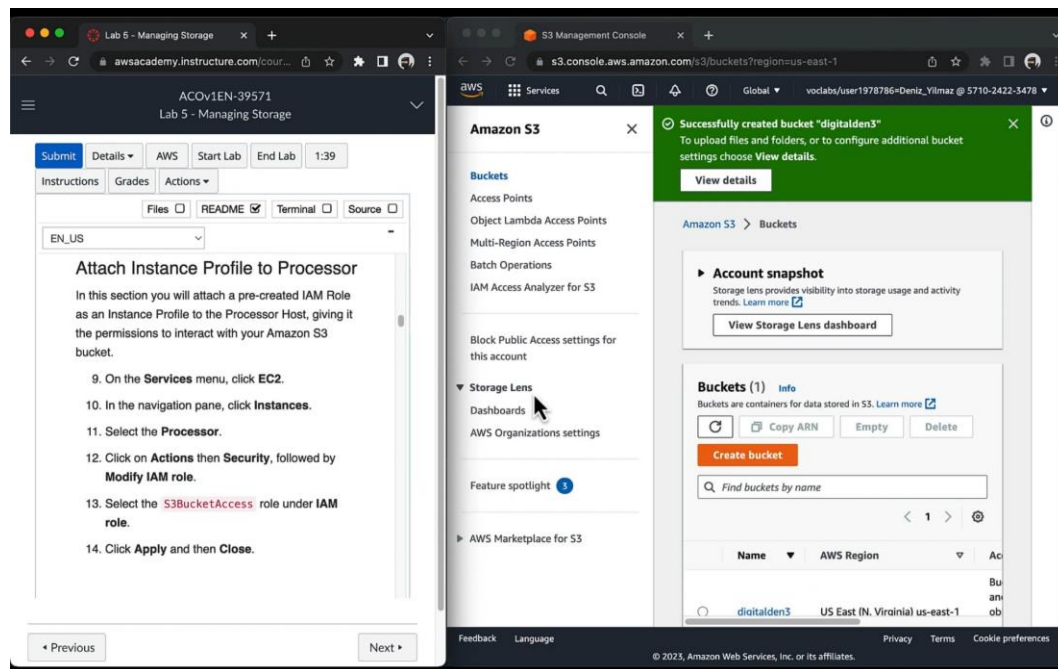 Lab 5 - Managing Storage
awsacademy.instructure.com/cour...
ACOv1EN-39571
Lab 5 - Managing Storage
Submit Details AWS Start Lab End Lab 1:39
Instructions Grades Actions
Files README Terminal Source
EN_US
Attach Instance Profile to Processor
In this section you will attach a pre-created IAM Role
as an Instance Profile to the Processor Host, giving it
the permissions to interact with your Amazon S3
bucket.
9. On the Services menu, click EC2.
10. In the navigation pane, click Instances.
11. Select the Processor.
12. Click on Actions then Security, followed by
Modify IAM role.
13. Select the S3BucketAccess role under IAM
role.
14. Click Apply and then Close.
Previous Next
S3 Management Console
s3.console.aws.amazon.com/s3/buckets?region=us-east-1
aws Services Global voclabs/user1978786=Deniz_Yilmaz @ 5710-2422-3478
Amazon S3
Buckets
Access Points
Object Lambda Access Points
Multi-Region Access Points
Batch Operations
IAM Access Analyzer for S3
Block Public Access settings for
this account
Storage Lens
Dashboards
AWS Organizations settings
Feature spotlight 3
AWS Marketplace for S3
Successfully created bucket "digitalden3"
To upload files and folders, or to configure additional bucket
settings choose View details.
View details
Amazon S3 > Buckets
Account snapshot
Storage lens provides visibility into storage usage and activity
trends. Learn more
View Storage Lens dashboard
Buckets (1) Info
Buckets are containers for data stored in S3. Learn more
Copy ARN Empty Delete
Create bucket
Find buckets by name
< 1 >
Name AWS Region Ac
Bu
an
digitalden3 US East (N. Virginia) us-east-1 ob
Feedback Language Privacy Terms Cookie preferences
© 2023, Amazon Web Services, Inc. or its affiliates.